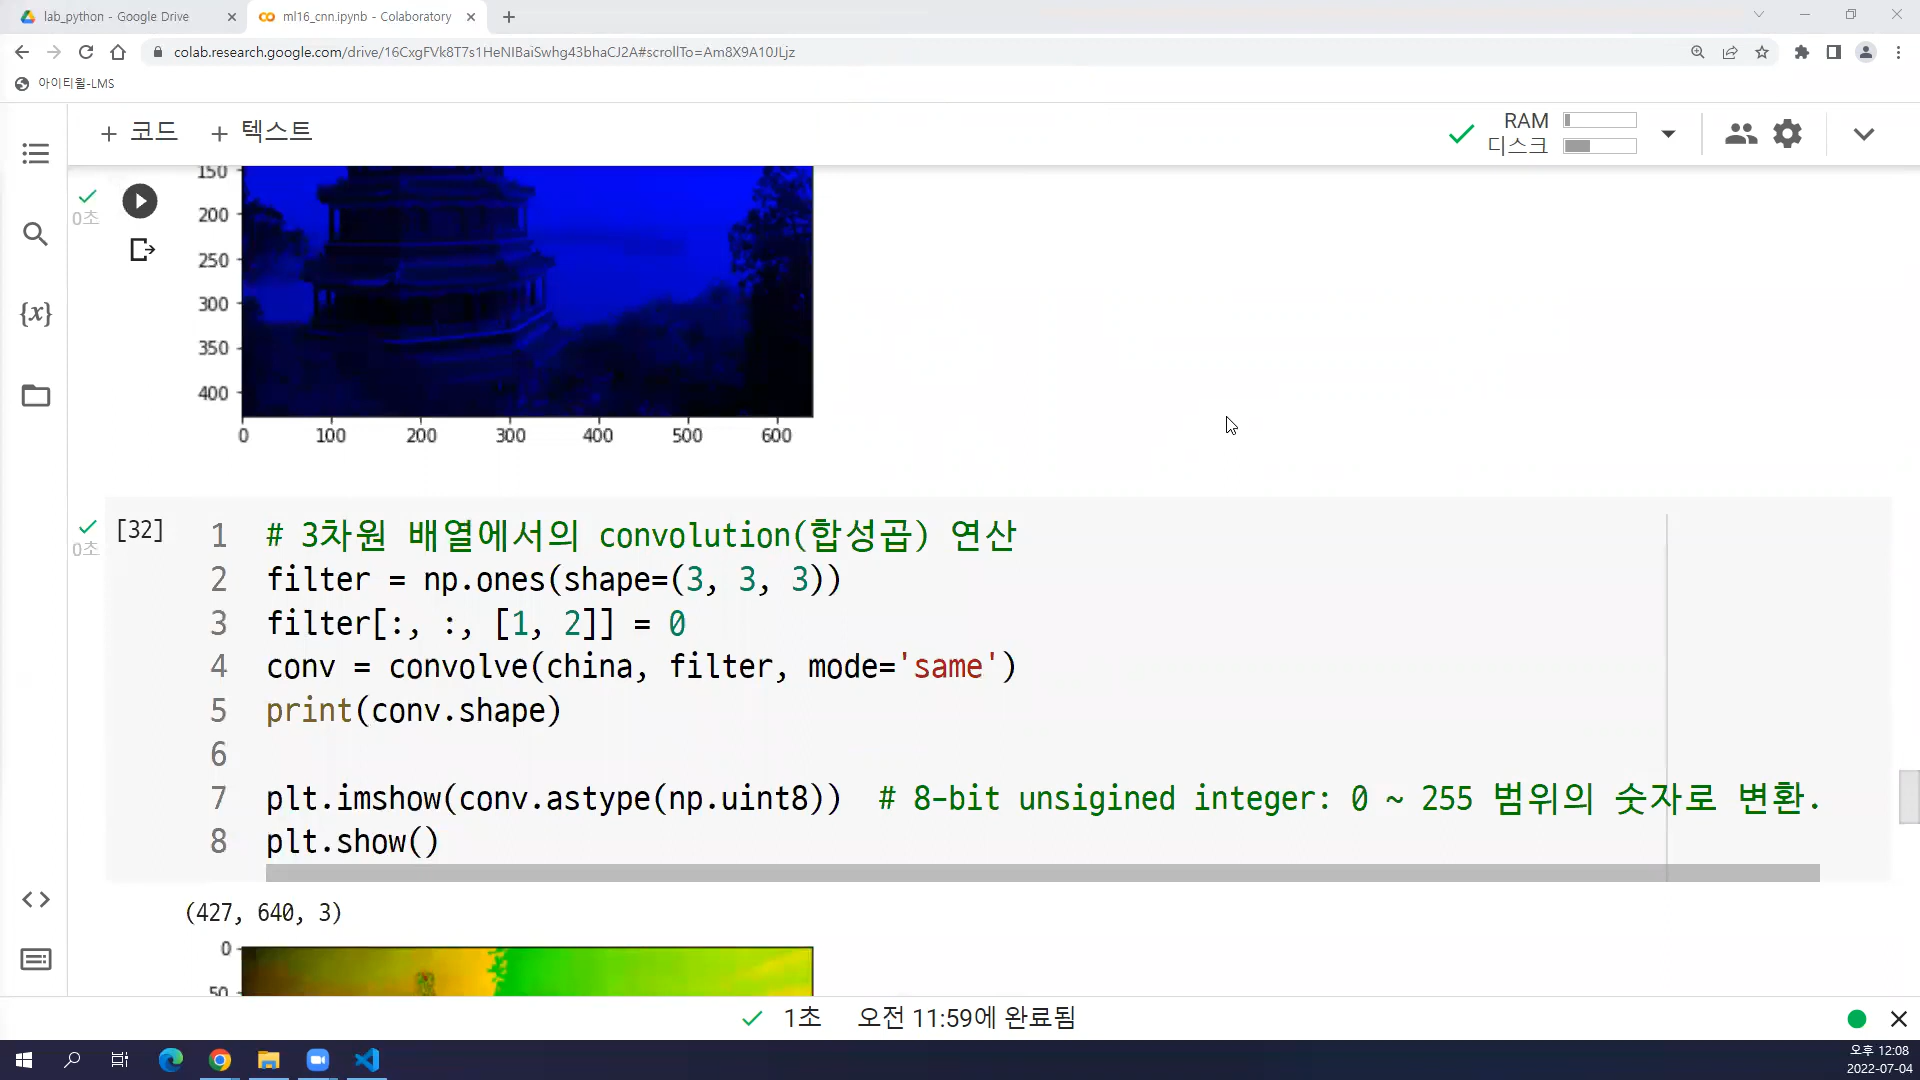 lab_python - Google Drive
ml16_cnn.ipynb - Colaboratory
colab.research.google.com/drive/16CxgFVk8T7s1HeNIBaiSwhg43bhaCJ2A#scrollTo=Am8X9A10JLjz
아이티윌-LMS
+ 코드
+ 텍스트
RAM
디스크
150
200
250
300
350
400
0 100 200 300 400 500 600
0초
{x}
0초
[32]
1 # 3차원 배열에서의 convolution(합성곱) 연산
2 filter = np.ones(shape=(3, 3, 3))
3 filter[:, :, [1, 2]] = 0
4 conv = convolve(china, filter, mode='same')
5 print(conv.shape)
6
7 plt.imshow(conv.astype(np.uint8))  # 8-bit unsigined integer: 0 ~ 255 범위의 숫자로 변환.
8 plt.show()
(427, 640, 3)
0
50
1초 오전 11:59에 완료됨
오후 12:08
2022-07-04